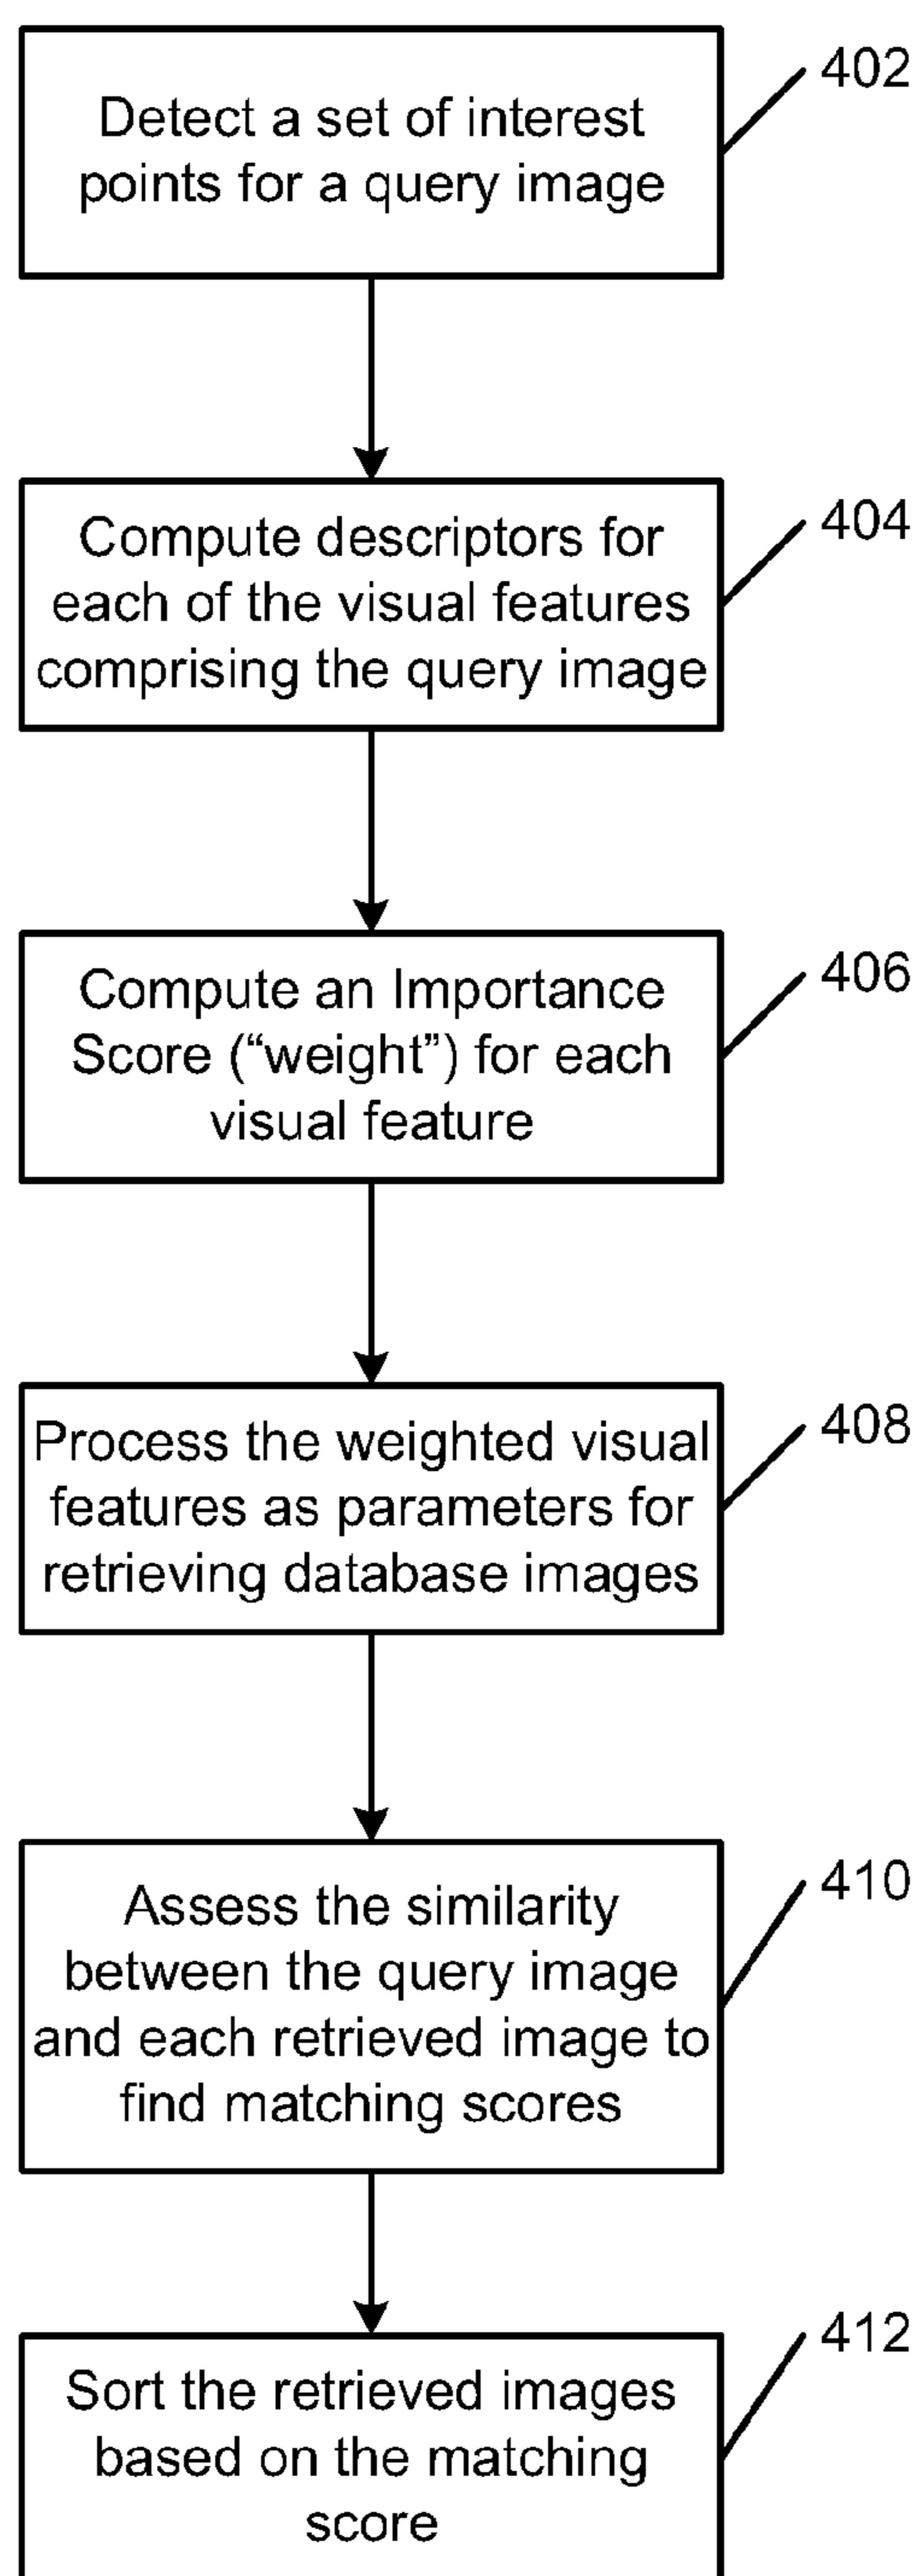 Detect a set of interest
points for a query image
402
Compute descriptors for
each of the visual features
comprising the query image
404
Compute an Importance
Score (“weight”) for each
visual feature
406
Process the weighted visual
features as parameters for
retrieving database images
408
Assess the similarity
between the query image
and each retrieved image to
find matching scores
410
Sort the retrieved images
based on the matching
score
412